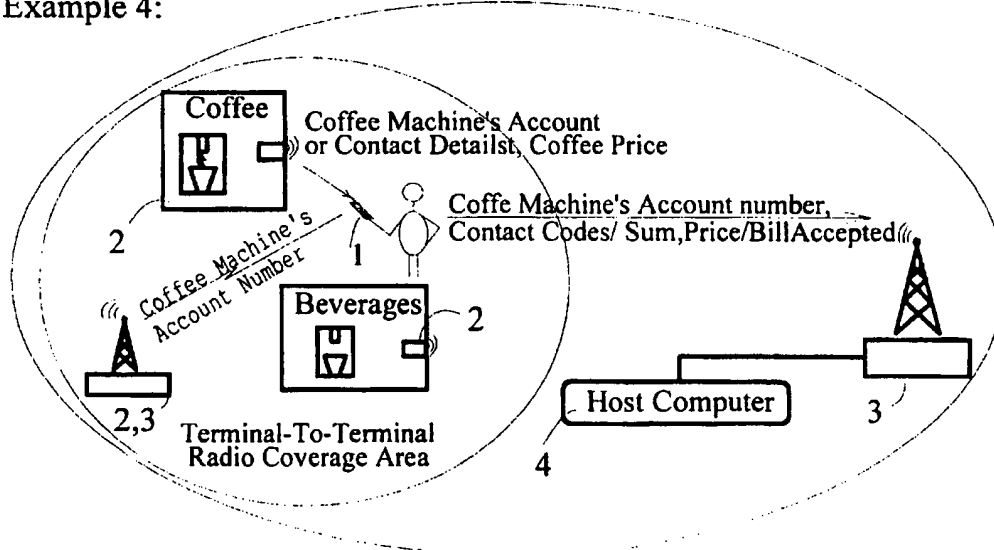 Example 4:
Coffee
Coffee Machine's Account
or Contact Detailst, Coffee Price
Coffe Machine's Account number,
Contact Codes/ Sum,Price/BillAccepted
2
1
Coffee Machine's
Account Number
Beverages
2
2,3
Terminal-To-Terminal
Radio Coverage Area
Host Computer
3
4